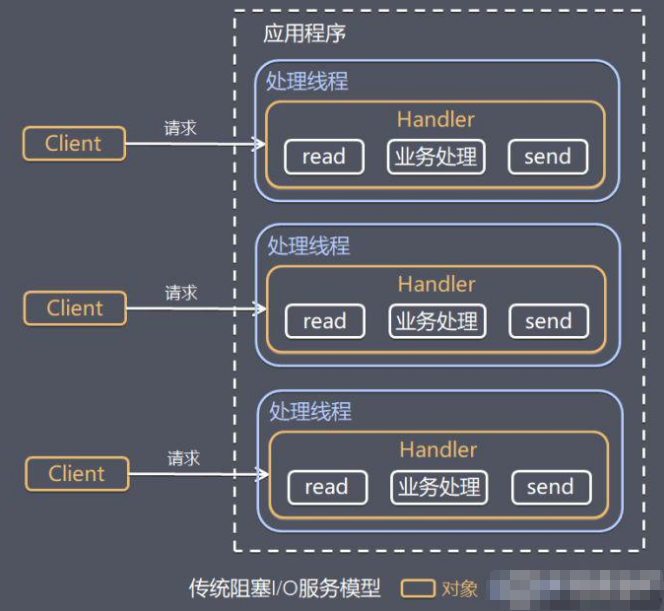 应用程序
处理线程
Handler
Client
请求
read
业务处理
send
处理线程
Handler
Client
请求
read
业务处理
send
处理线程
Handler
Client
请求
read
业务处理
send
传统阻塞I/O服务模型
对象